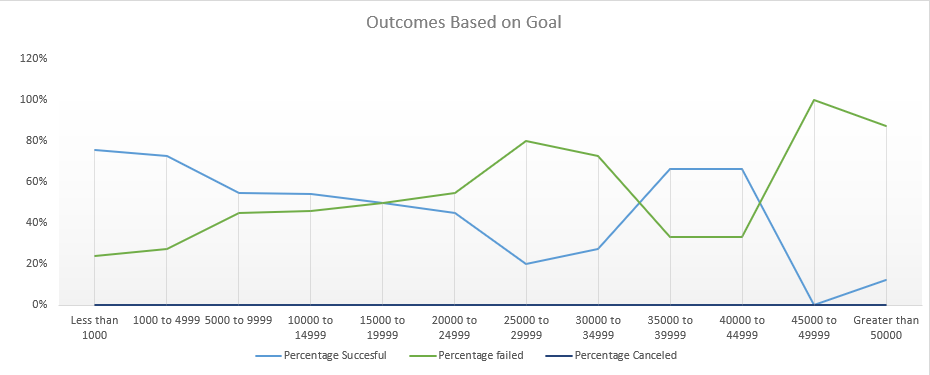 Outcomes Based on Goal
120%
100%
80%
60%
40%
20%
0%
Less than 1000
1000 to 4999
5000 to 9999
10000 to 14999
15000 to 19999
20000 to 24999
25000 to 29999
30000 to 34999
35000 to 39999
40000 to 44999
45000 to 49999
Greater than 50000
Percentage Succesful
Percentage failed
Percentage Canceled